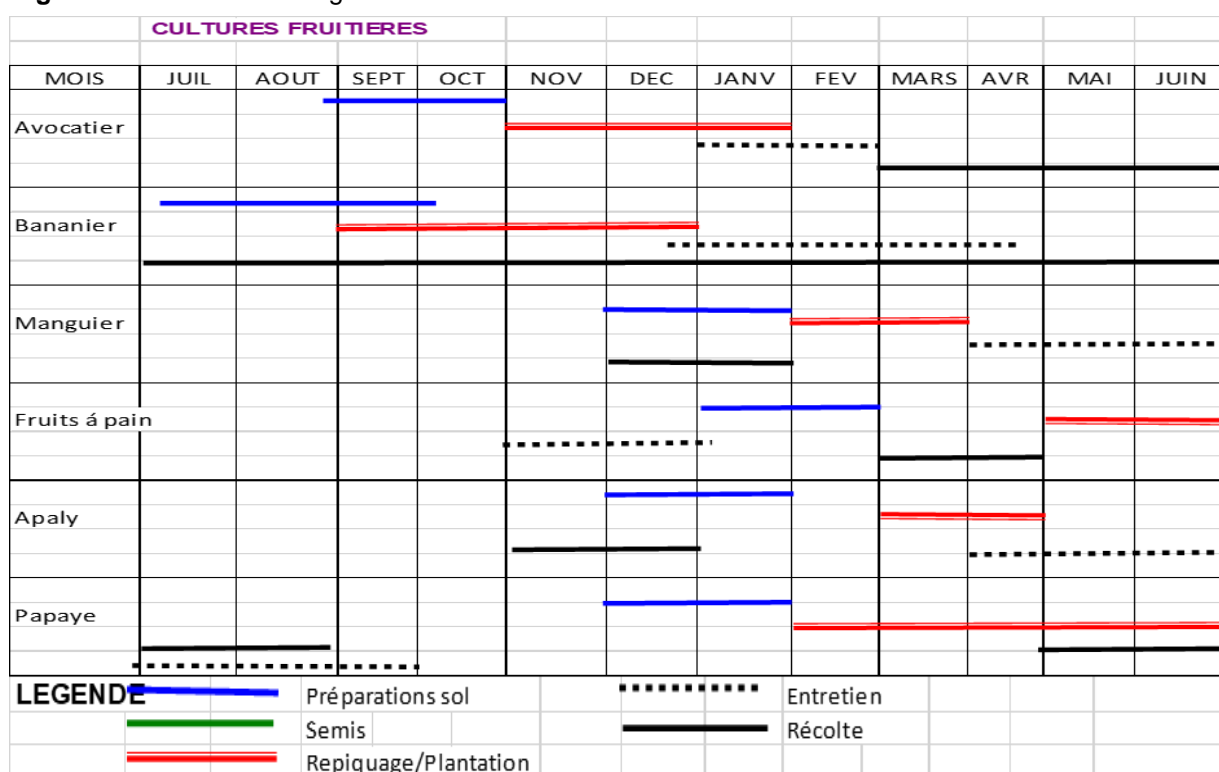 CULTURES FRUITIERES
MOIS JUIL AOUT SEPT OCT NOV DEC JANV FEV MARS AVR MAI JUIN
Avocatier
Bananier
Manguier
Fruits á pain
Apaly
Papaye
LEGENDE Préparations sol Entretien
Semis Récolte
Repiquage/Plantation